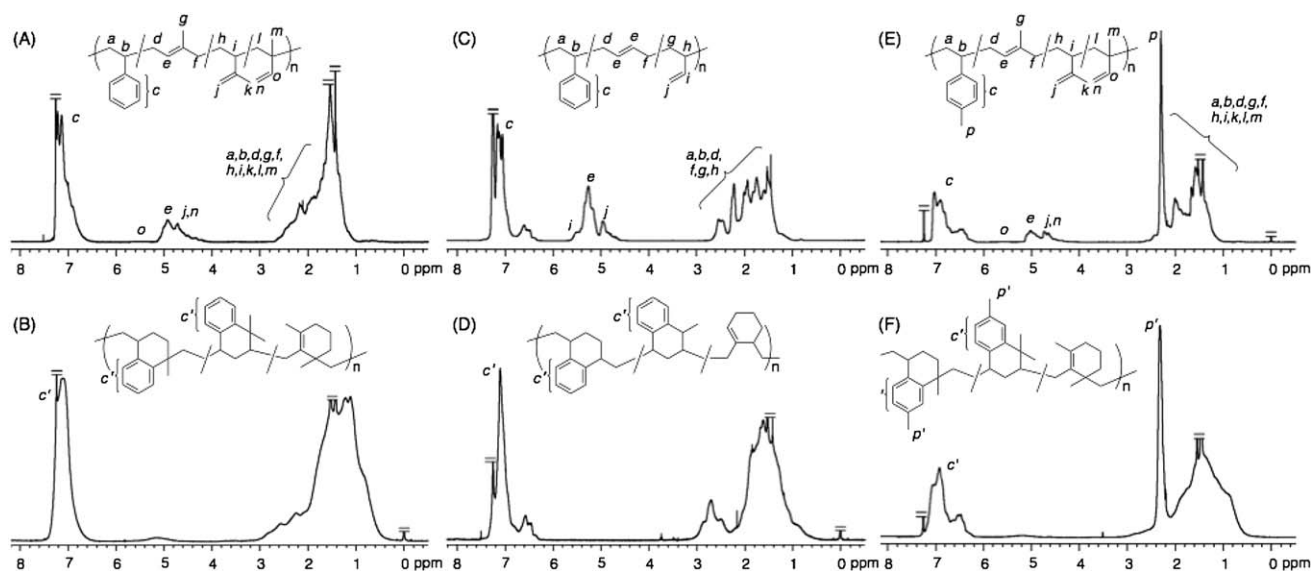 (A)
a b d e g f h i l m n
c j k n o
c
a,b,d,g,f,
h,i,k,l,m
o e j,n
8 7 6 5 4 3 2 1 0 ppm
(C)
a b d e e f g h n
c j i
c
a,b,d,
f,g,h
i e j
8 7 6 5 4 3 2 1 0 ppm
(E)
a b d e g f h i l m n
c j k n o
p
p
c
a,b,d,g,f,
h,i,k,l,m
o e j,n
8 7 6 5 4 3 2 1 0 ppm
(B)
c'
c'
n
c'
8 7 6 5 4 3 2 1 0 ppm
(D)
c'
c'
n
c'
8 7 6 5 4 3 2 1 0 ppm
(F)
p'
c'
'
n
p'
p'
c'
8 7 6 5 4 3 2 1 0 ppm